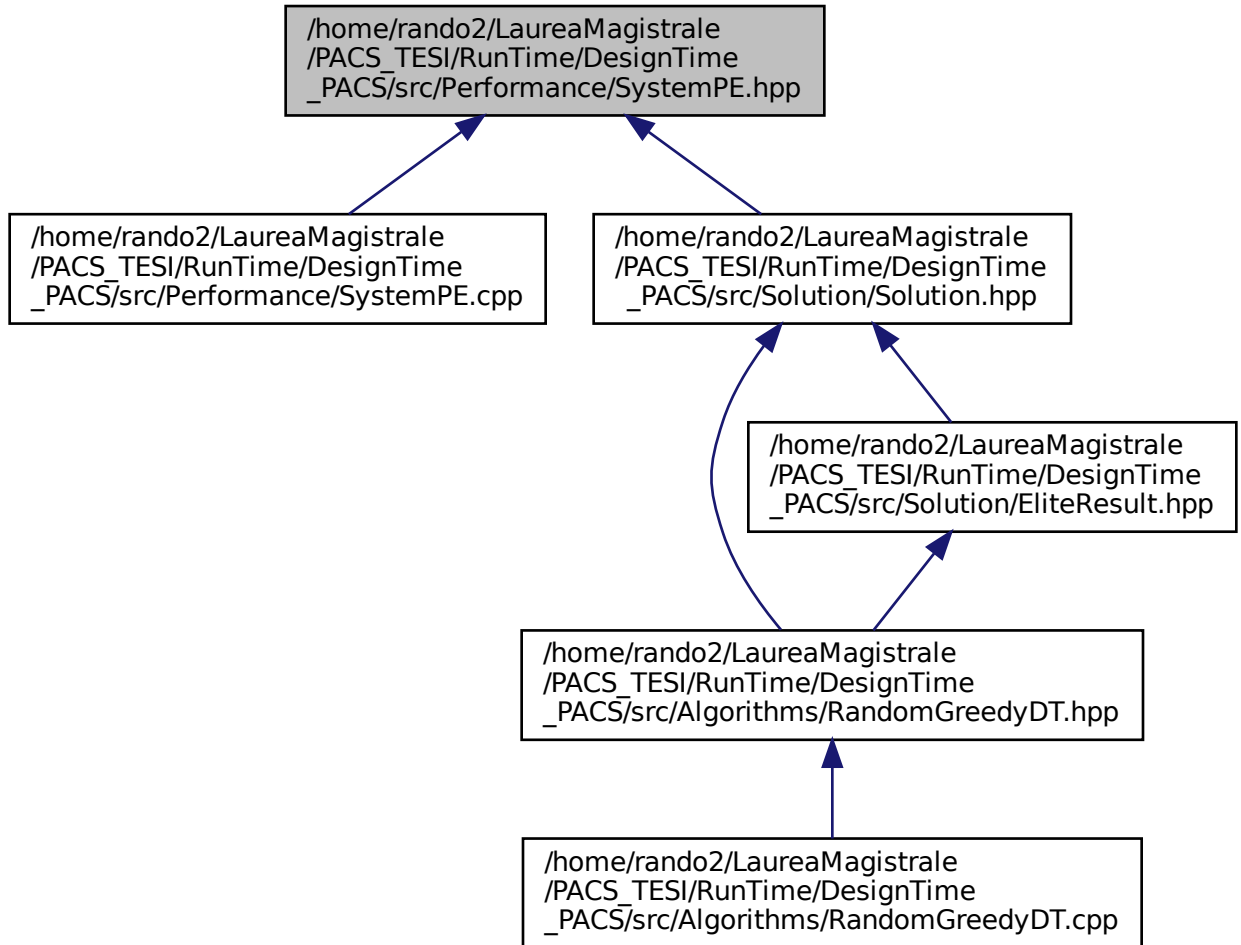 /home/rando2/LaureaMagistrale
/PACS_TESI/RunTime/DesignTime
_PACS/src/Performance/SystemPE.hpp
/home/rando2/LaureaMagistrale
/PACS_TESI/RunTime/DesignTime
_PACS/src/Performance/SystemPE.cpp
/home/rando2/LaureaMagistrale
/PACS_TESI/RunTime/DesignTime
_PACS/src/Solution/Solution.hpp
/home/rando2/LaureaMagistrale
/PACS_TESI/RunTime/DesignTime
_PACS/src/Solution/EliteResult.hpp
/home/rando2/LaureaMagistrale
/PACS_TESI/RunTime/DesignTime
_PACS/src/Algorithms/RandomGreedyDT.hpp
/home/rando2/LaureaMagistrale
/PACS_TESI/RunTime/DesignTime
_PACS/src/Algorithms/RandomGreedyDT.cpp